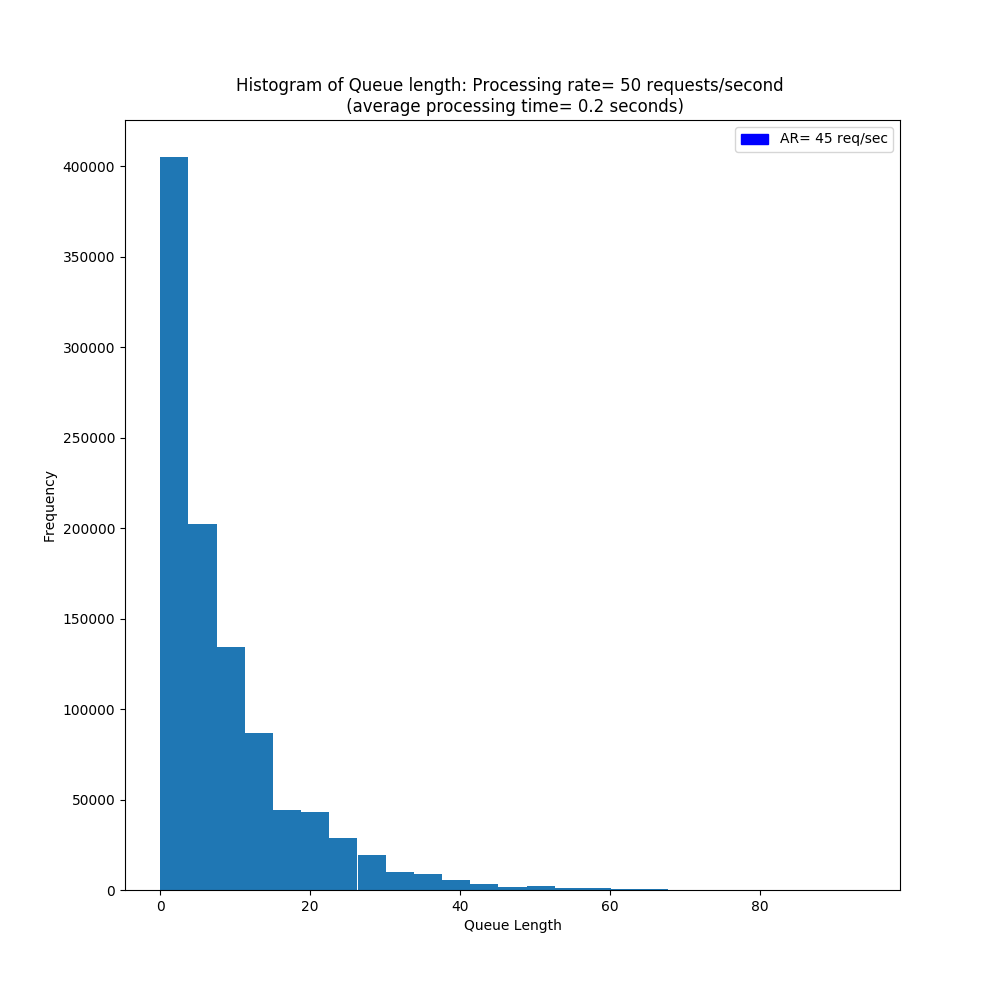 Histogram of Queue length: Processing rate= 50 requests/second
(average processing time= 0.2 seconds)
AR= 45 req/sec
400000
350000
300000
250000
200000
150000
100000
50000
0
Frequency
0 20 40 60 80
Queue Length